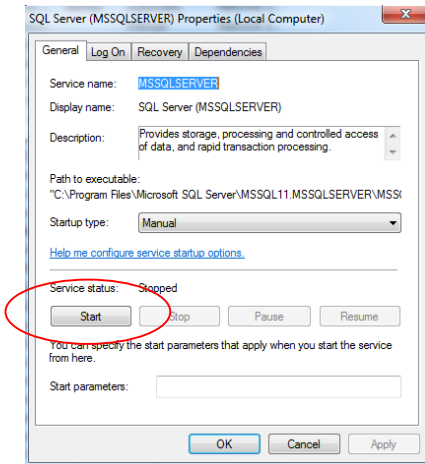 SQL Server (MSSQLSERVER) Properties (Local Computer)
General Log On Recovery Dependencies
Service name: MSSQLSERVER
Display name: SQL Server (MSSQLSERVER)
Description: Provides storage, processing and controlled access
of data, and rapid transaction processing.
Path to executable:
"C:\Program Files\Microsoft SQL Server\MSSQL11.MSSQLSERVER\MSS
Startup type: Manual
Help me configure service startup options.
Service status: Stopped
Start Stop Pause Resume
You can specify the start parameters that apply when you start the service
from here.
Start parameters:
OK Cancel Apply